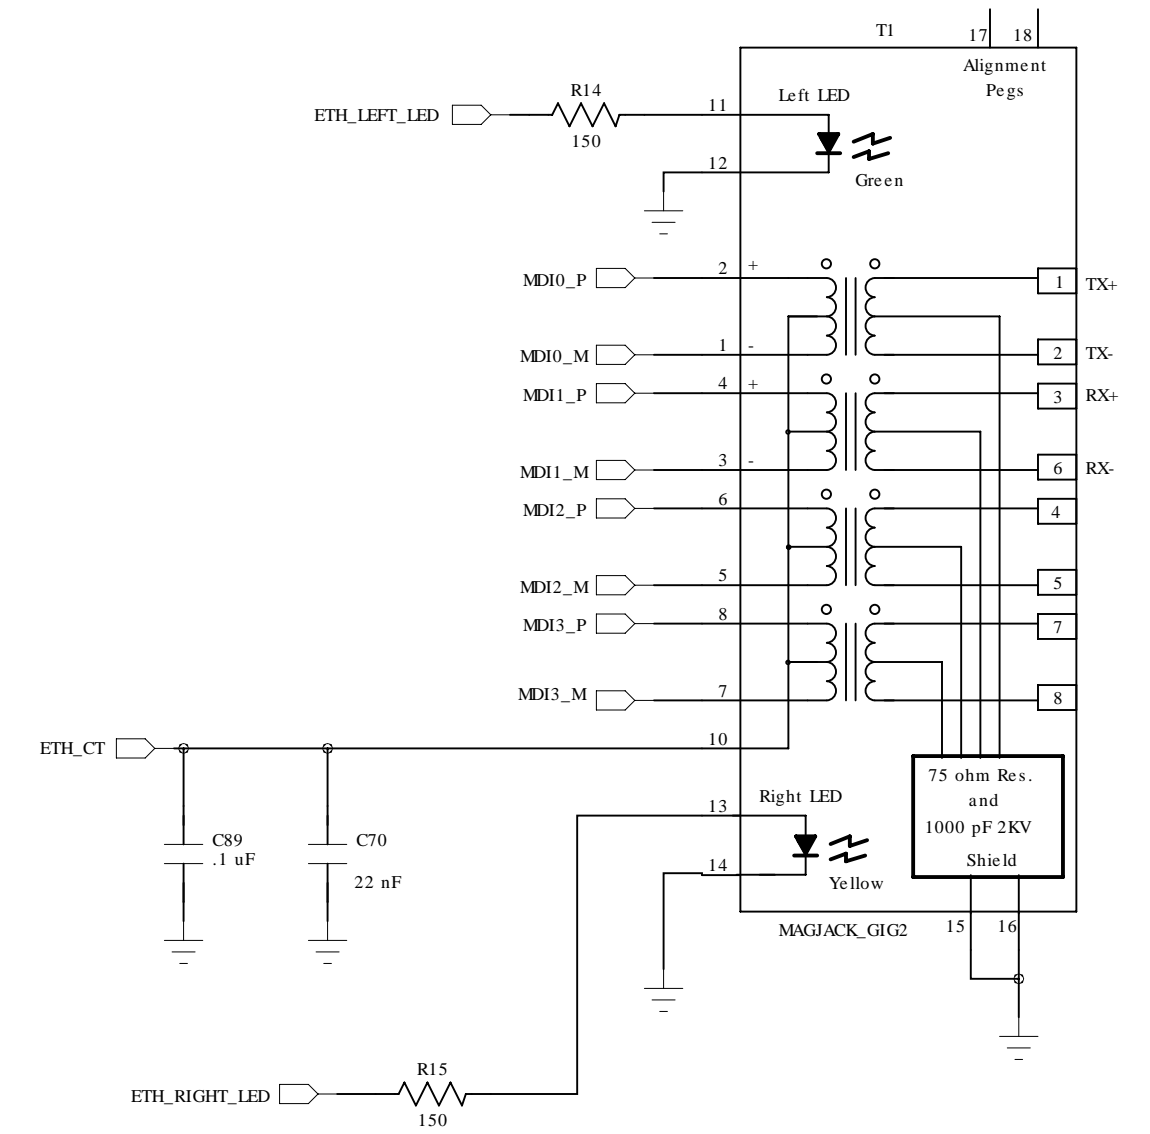 T1
17
18
Alignment
Pegs
R14
ETH_LEFT_LED
150
11
Left LED
12
Green
MDI0_P
2
+
1
TX+
MDI0_M
1
-
2
TX-
MDI1_P
4
+
3
RX+
MDI1_M
3
-
6
RX-
MDI2_P
6
4
MDI2_M
5
5
MDI3_P
8
7
MDI3_M
7
8
ETH_CT
10
75 ohm Res.
and
1000 pF 2KV
Shield
13
Right LED
14
Yellow
C89
.1 uF
C70
22 nF
MAGJACK_GIG2
15
16
R15
ETH_RIGHT_LED
150